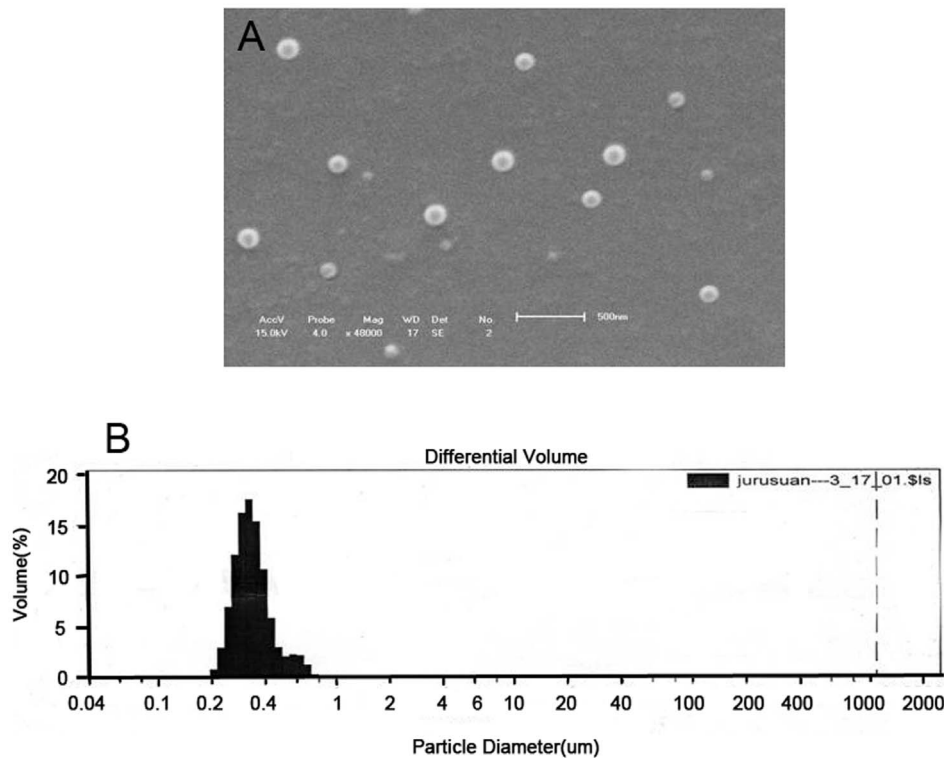 A
AccV Probe Mag WD Det No.
500nm
15.0kV 4.0 x 48000 17 SE 2
B
Differential Volume
jurusuan---3_17_01.$ls
Volume(%)
20
15
10
5
0
0.04 0.1 0.2 0.4 1 2 4 6 10 20 40 100 200 400 1000 2000
Particle Diameter(um)